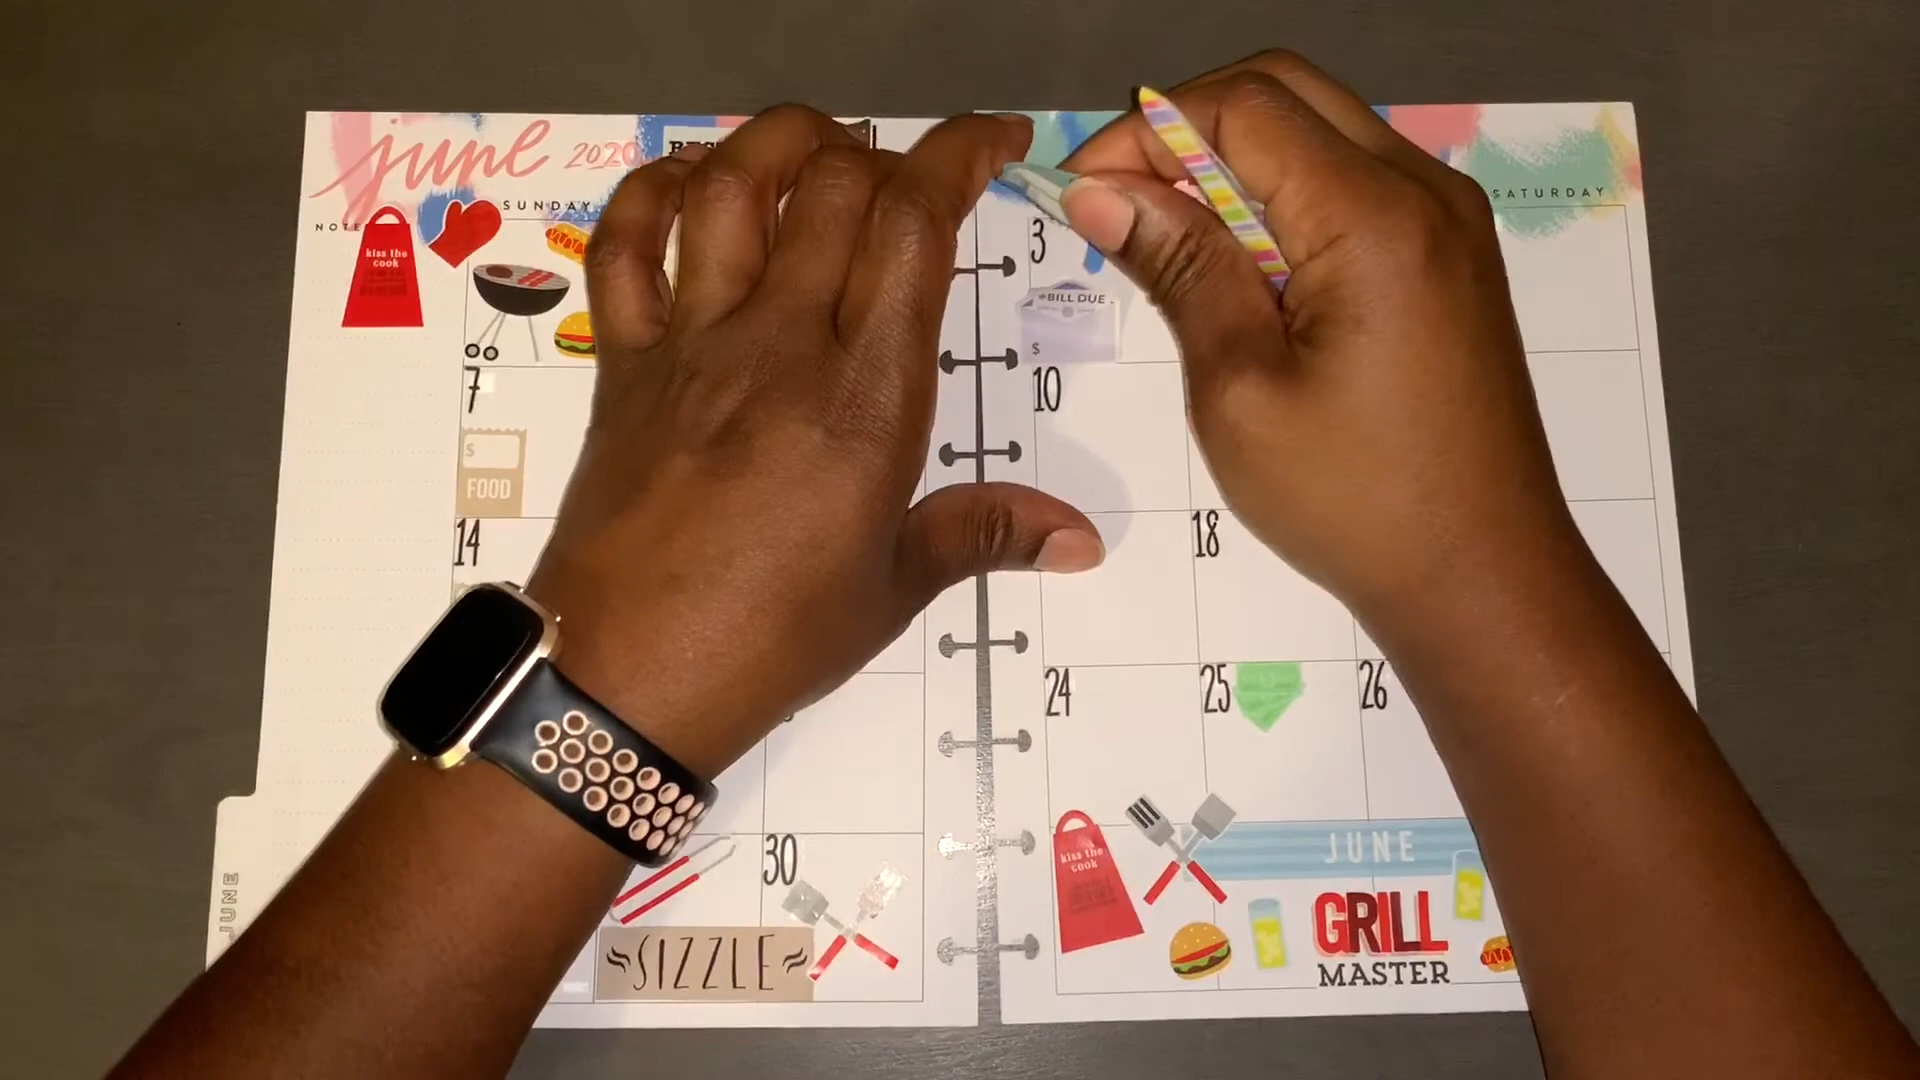 june 2020
SUNDAY
SATURDAY
NOTE
kiss the
cook
3
BILL DUE
$
7
10
$
FOOD
14
18
24
25
26
30
kiss the
cook
JUNE
GRILL
MASTER
SIZZLE
JUNE